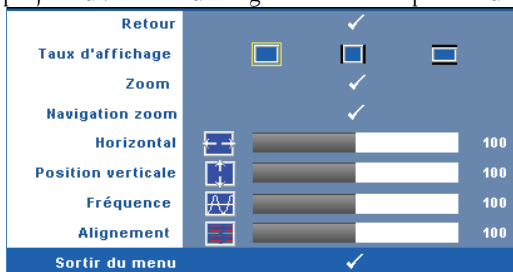 Retour
Taux d'affichage
Zoom
Navigation zoom
Horizontal 100
Position verticale 100
Fréquence 100
Alignement 100
Sortir du menu